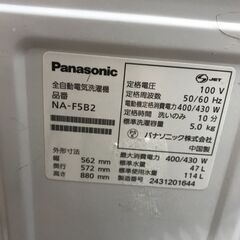 Panasonic
全自動電気洗濯機
品番
NA-F5B2
外形寸法
幅 562 mm
奥行 572 mm
高さ 880 mm
JET
定格電圧 100 V
定格周波数 50/60 Hz
電動機定格消費電力 400/430 W
定格時間 洗いのみ 10 分
標準洗濯容量 5.0 kg
パナソニック株式会社
中国製
最大消費電力 400/430 W
標準水量 47 L
標準使用水量 114 L
製造番号 2431201644